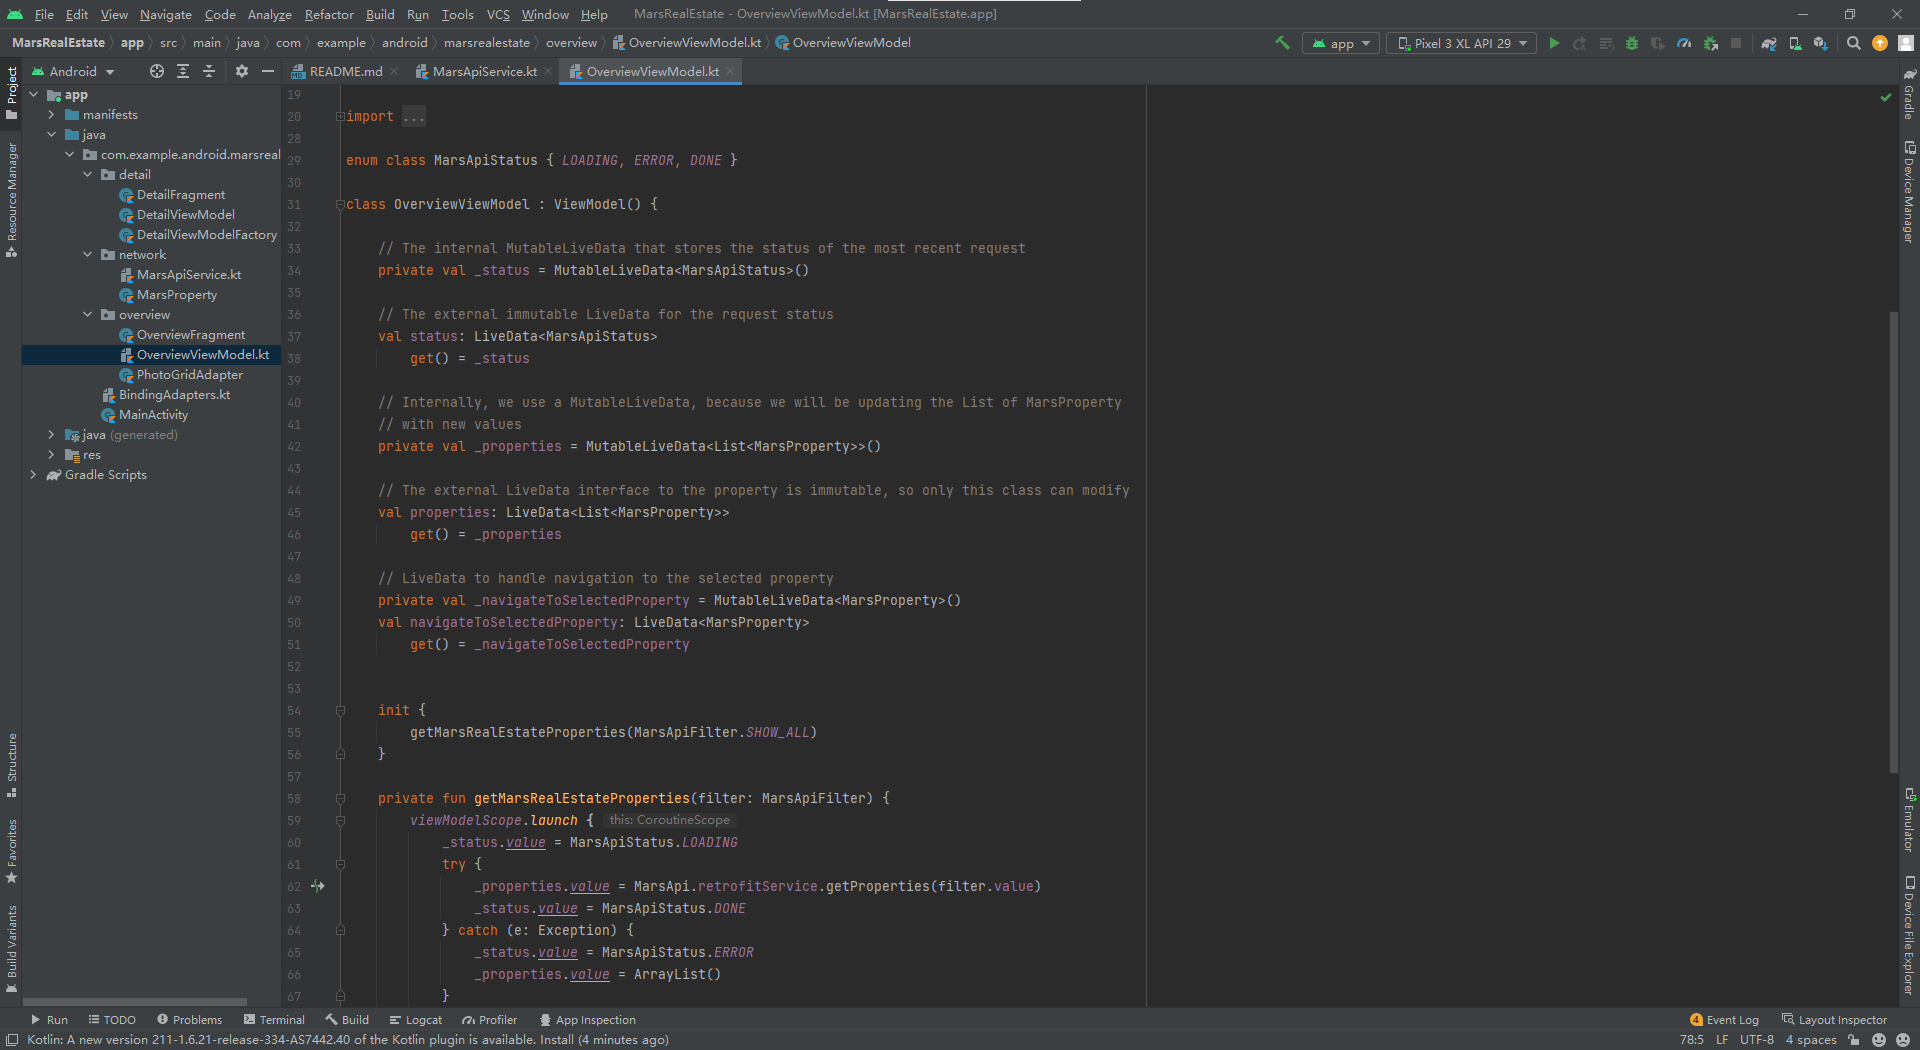 File Edit View Navigate Code Analyze Refactor Build Run Tools VCS Window Help MarsRealEstate - OverviewViewModel.kt [MarsRealEstate.app]
MarsRealEstate app src main java com example android marsrealestate overview OverviewViewModel.kt OverviewViewModel app Pixel 3 XL API 29
Android README.md MarsApiService.kt OverviewViewModel.kt
Project
Resource Manager
Structure
Favorites
Build Variants
app
manifests
java
com.example.android.marsreal
detail
DetailFragment
DetailViewModel
DetailViewModelFactory
network
MarsApiService.kt
MarsProperty
overview
OverviewFragment
OverviewViewModel.kt
PhotoGridAdapter
BindingAdapters.kt
MainActivity
java (generated)
res
Gradle Scripts
19
20 import ...
28
29 enum class MarsApiStatus { LOADING, ERROR, DONE }
30
31 class OverviewViewModel : ViewModel() {
32
33 // The internal MutableLiveData that stores the status of the most recent request
34 private val _status = MutableLiveData<MarsApiStatus>()
35
36 // The external immutable LiveData for the request status
37 val status: LiveData<MarsApiStatus>
38 get() = _status
39
40 // Internally, we use a MutableLiveData, because we will be updating the List of MarsProperty
41 // with new values
42 private val _properties = MutableLiveData<List<MarsProperty>>()
43
44 // The external LiveData interface to the property is immutable, so only this class can modify
45 val properties: LiveData<List<MarsProperty>>
46 get() = _properties
47
48 // LiveData to handle navigation to the selected property
49 private val _navigateToSelectedProperty = MutableLiveData<MarsProperty>()
50 val navigateToSelectedProperty: LiveData<MarsProperty>
51 get() = _navigateToSelectedProperty
52
53
54 init {
55 getMarsRealEstateProperties(MarsApiFilter.SHOW_ALL)
56 }
57
58 private fun getMarsRealEstateProperties(filter: MarsApiFilter) {
59 viewModelScope.launch { this: CoroutineScope
60 _status.value = MarsApiStatus.LOADING
61 try {
62 _properties.value = MarsApi.retrofitService.getProperties(filter.value)
63 _status.value = MarsApiStatus.DONE
64 } catch (e: Exception) {
65 _status.value = MarsApiStatus.ERROR
66 _properties.value = ArrayList()
67 }
Gradle
Device Manager
Emulator
Device File Explorer
Run TODO Problems Terminal Build Logcat Profiler App Inspection 4 Event Log Layout Inspector
Kotlin: A new version 211-1.6.21-release-334-AS7442.40 of the Kotlin plugin is available. Install (4 minutes ago) 78:5 LF UTF-8 4 spaces